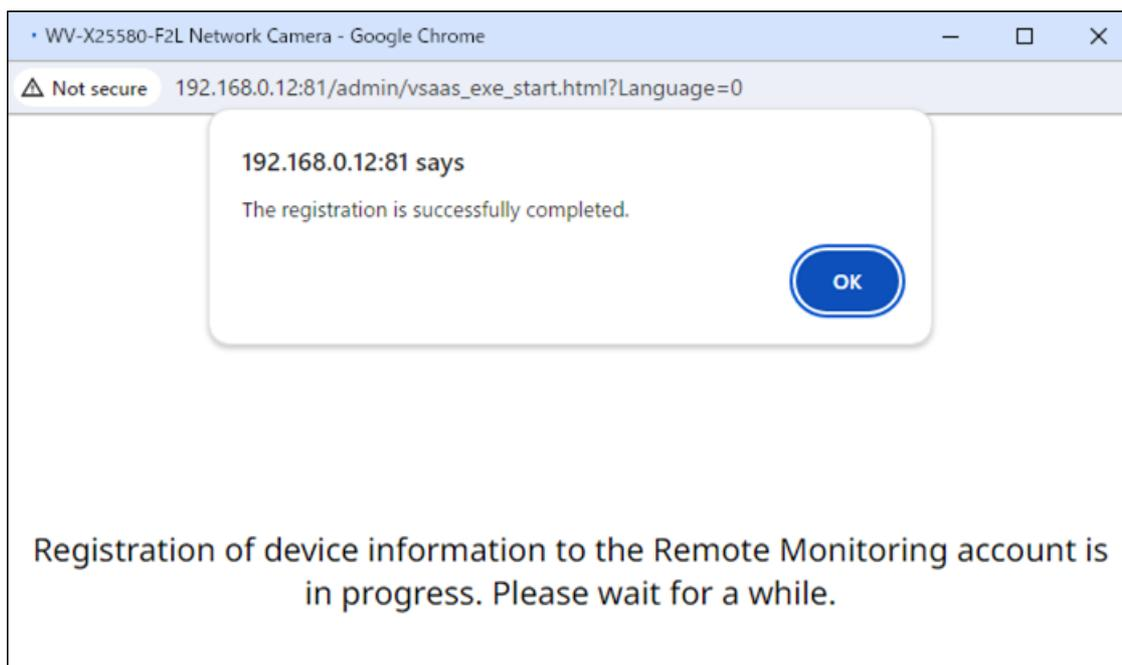 WV-X25580-F2L Network Camera - Google Chrome
Not secure 192.168.0.12:81/admin/vsaas_exe_start.html?Language=0
192.168.0.12:81 says
The registration is successfully completed.
OK
Registration of device information to the Remote Monitoring account is
in progress. Please wait for a while.